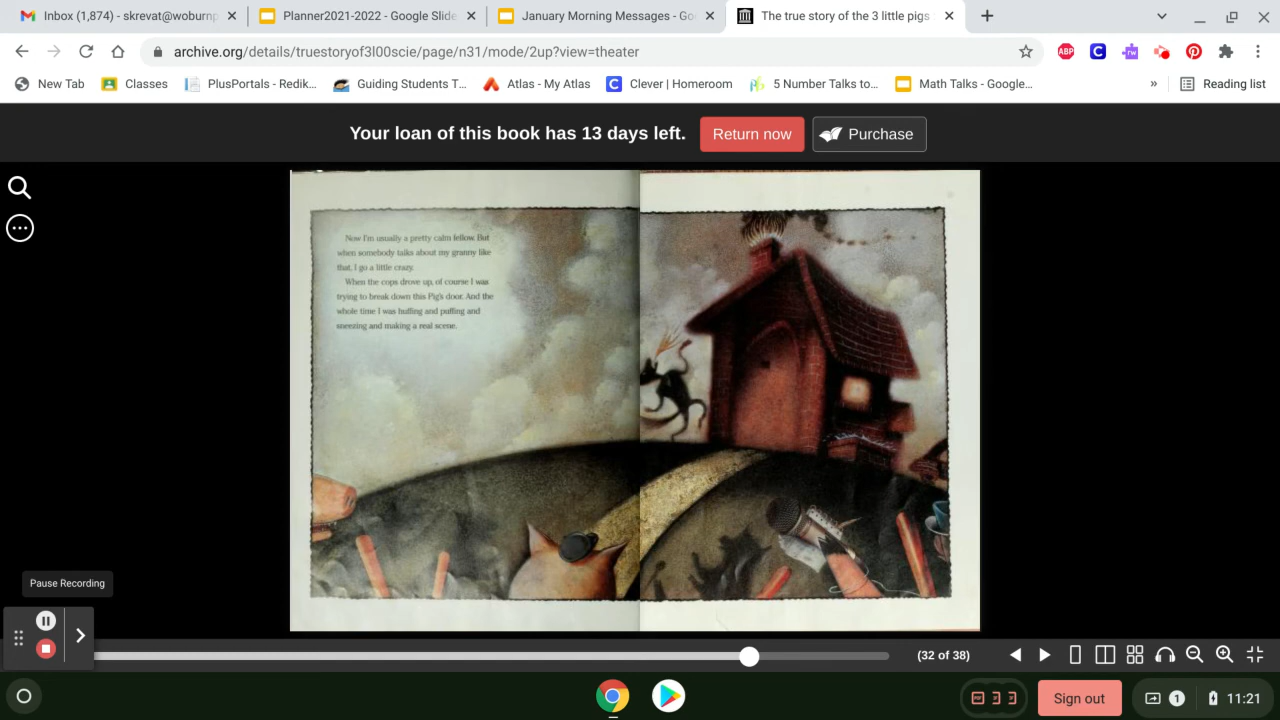 Inbox (1,874) - skrevat@woburnp
Planner2021-2022 - Google Slide
January Morning Messages - Go
The true story of the 3 little pigs
archive.org/details/truestoryof3l00scie/page/n31/mode/2up?view=theater
ABP
C
rw
New Tab
Classes
PlusPortals - Redik...
Guiding Students T...
Atlas - My Atlas
C
Clever | Homeroom
5 Number Talks to...
Math Talks - Google...
»
Reading list
Your loan of this book has 13 days left.
Return now
Purchase
Now I'm usually a pretty calm fellow. But
when somebody talks about my granny like
that, I go a little crazy.
When the cops drove up, of course I was
trying to break down this Pig's door. And the
whole time I was huffing and puffing and
sneezing and making a real scene.
Pause Recording
(32 of 38)
Sign out
1
11:21